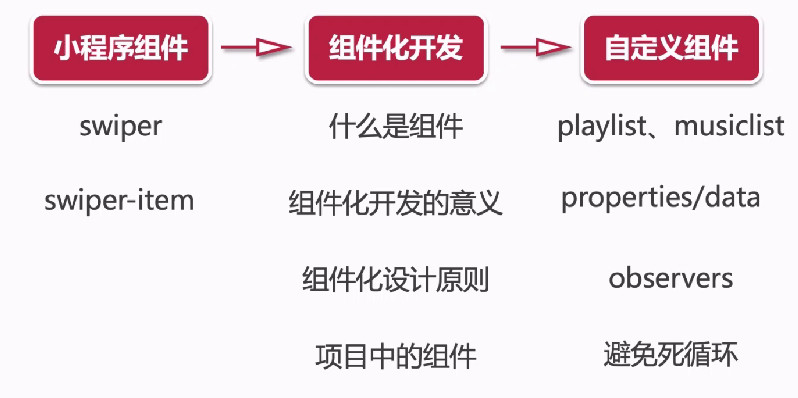 小程序组件
组件化开发
自定义组件
swiper
什么是组件
playlist、musiclist
swiper-item
组件化开发的意义
properties/data
组件化设计原则
observers
项目中的组件
避免死循环